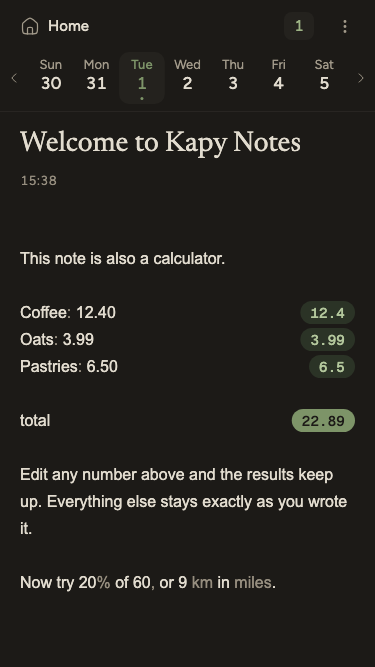 Home 1
Sun Mon Tue Wed Thu Fri Sat
30 31 1 2 3 4 5
Welcome to Kapy Notes
15:38
This note is also a calculator.
Coffee: 12.40 12.4
Oats: 3.99 3.99
Pastries: 6.50 6.5
total 22.89
Edit any number above and the results keep
up. Everything else stays exactly as you wrote
it.
Now try 20% of 60, or 9 km in miles.